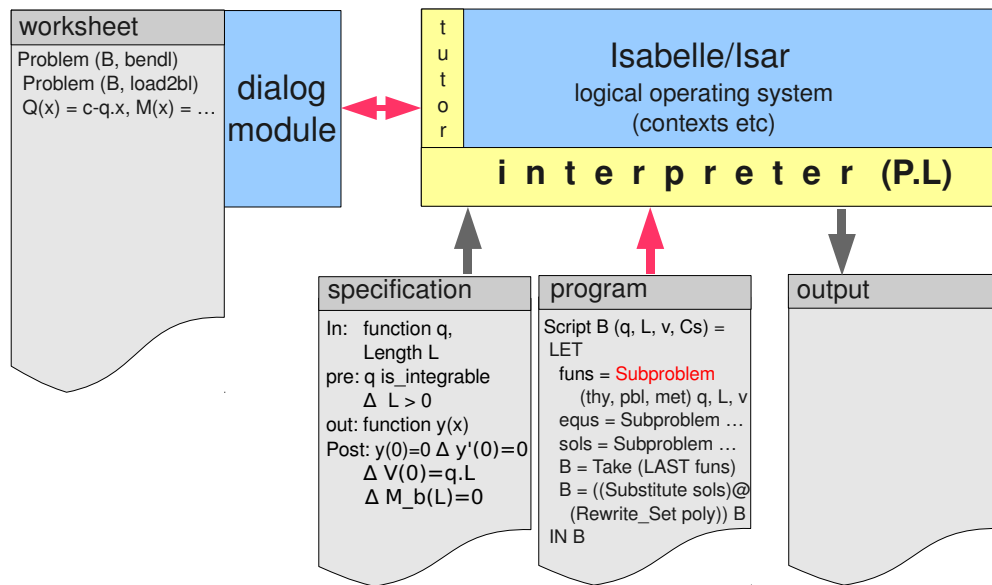 worksheet
Problem (B, bendl)
Problem (B, load2bl)
Q(x) = c-q.x, M(x) = …
dialog
module
tutor
Isabelle/Isar
logical operating system
(contexts etc)
i n t e r p r e t e r (P.L)
specification
In: function q,
Length L
pre: q is_integrable
Δ L > 0
out: function y(x)
Post: y(0)=0 Δ y'(0)=0
Δ V(0)=q.L
Δ M_b(L)=0
program
Script B (q, L, v, Cs) =
LET
funs = Subproblem
(thy, pbl, met) q, L, v
equs = Subproblem …
sols = Subproblem …
B = Take (LAST funs)
B = ((Substitute sols)@
(Rewrite_Set poly)) B
IN B
output